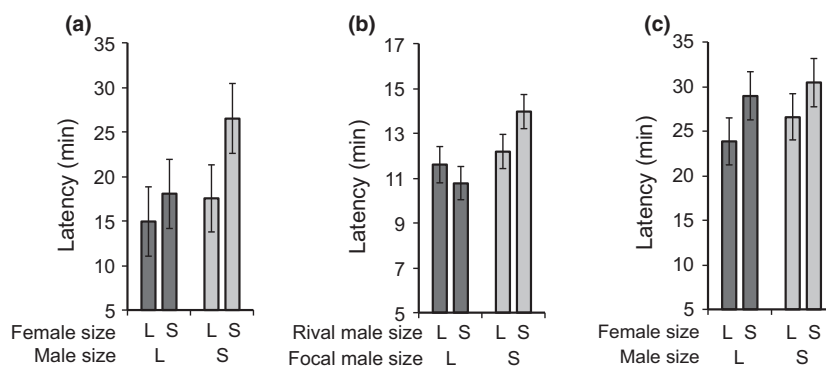 (a)
35
30
25
20
15
10
5
Latency (min)
Female size L S L S
Male size L S
(b)
17
15
13
11
9
7
5
Latency (min)
Rival male size L S L S
Focal male size L S
(c)
35
30
25
20
15
10
5
Latency (min)
Female size L S L S
Male size L S